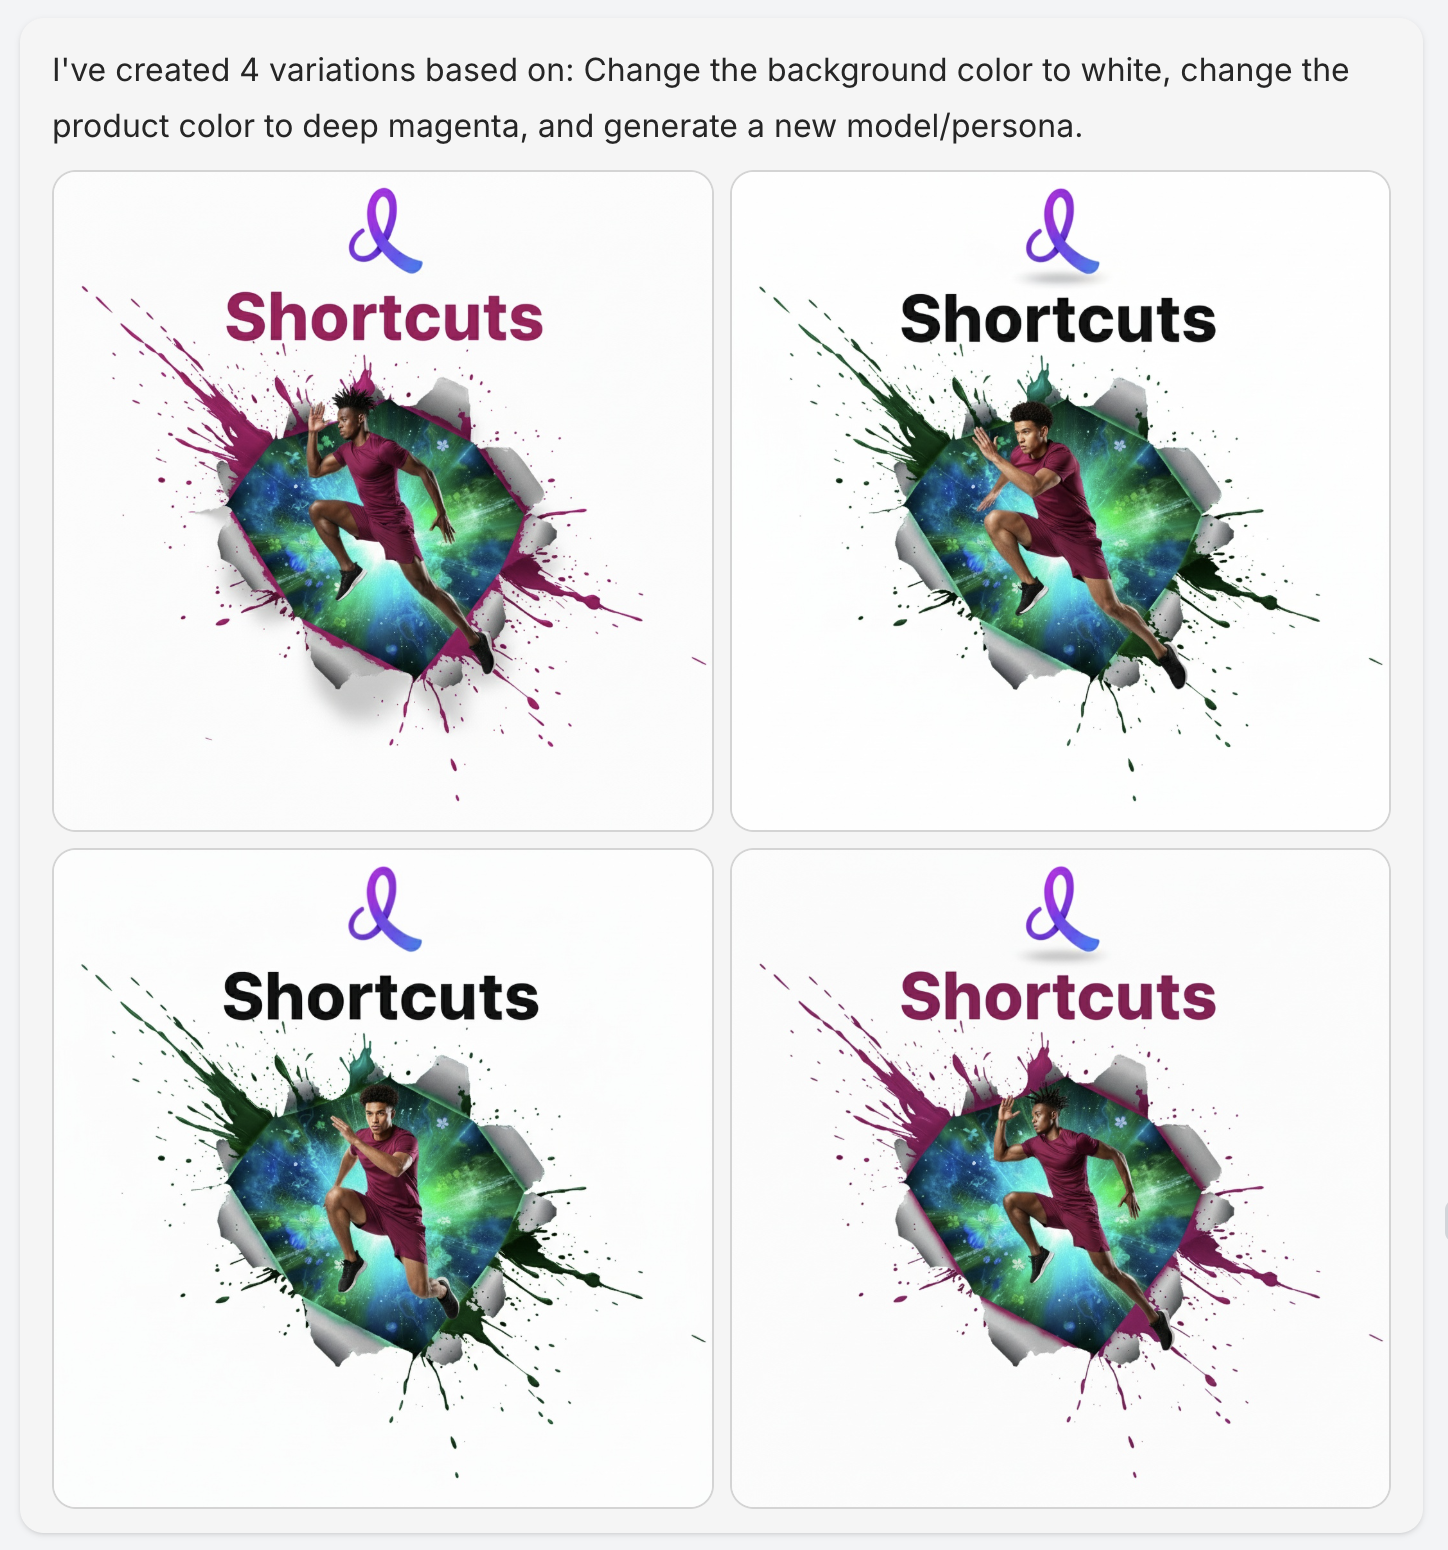 I've created 4 variations based on: Change the background color to white, change the
product color to deep magenta, and generate a new model/persona.
Shortcuts
Shortcuts
Shortcuts
Shortcuts